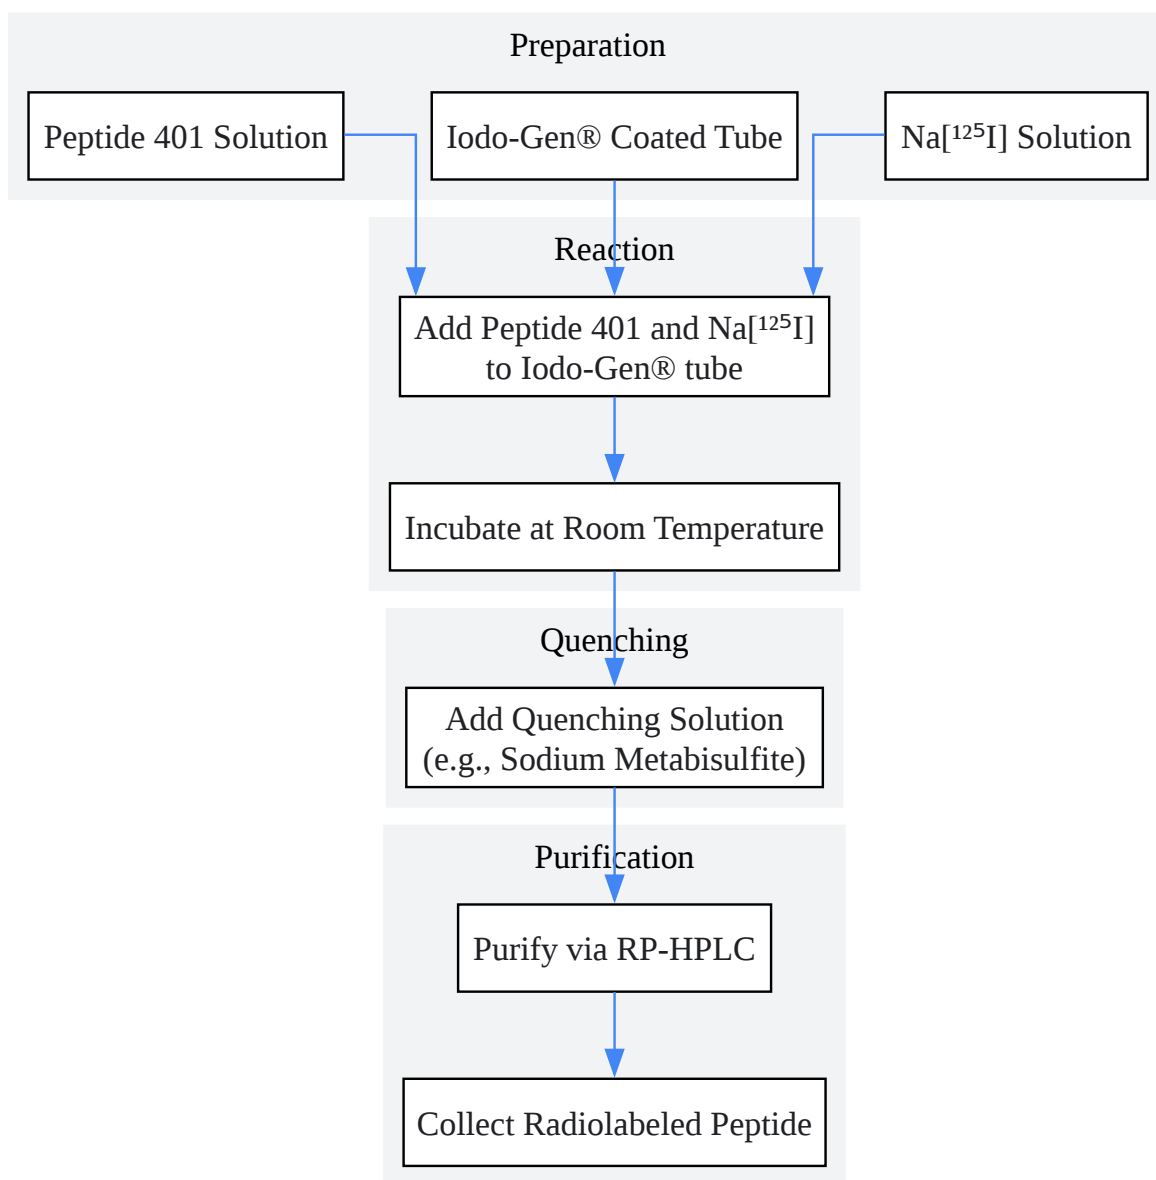 Preparation
Peptide 401 Solution
Iodo-Gen® Coated Tube
Na[¹²⁵I] Solution
Reaction
Add Peptide 401 and Na[¹²⁵I]
to Iodo-Gen® tube
Incubate at Room Temperature
Quenching
Add Quenching Solution
(e.g., Sodium Metabisulfite)
Purification
Purify via RP-HPLC
Collect Radiolabeled Peptide